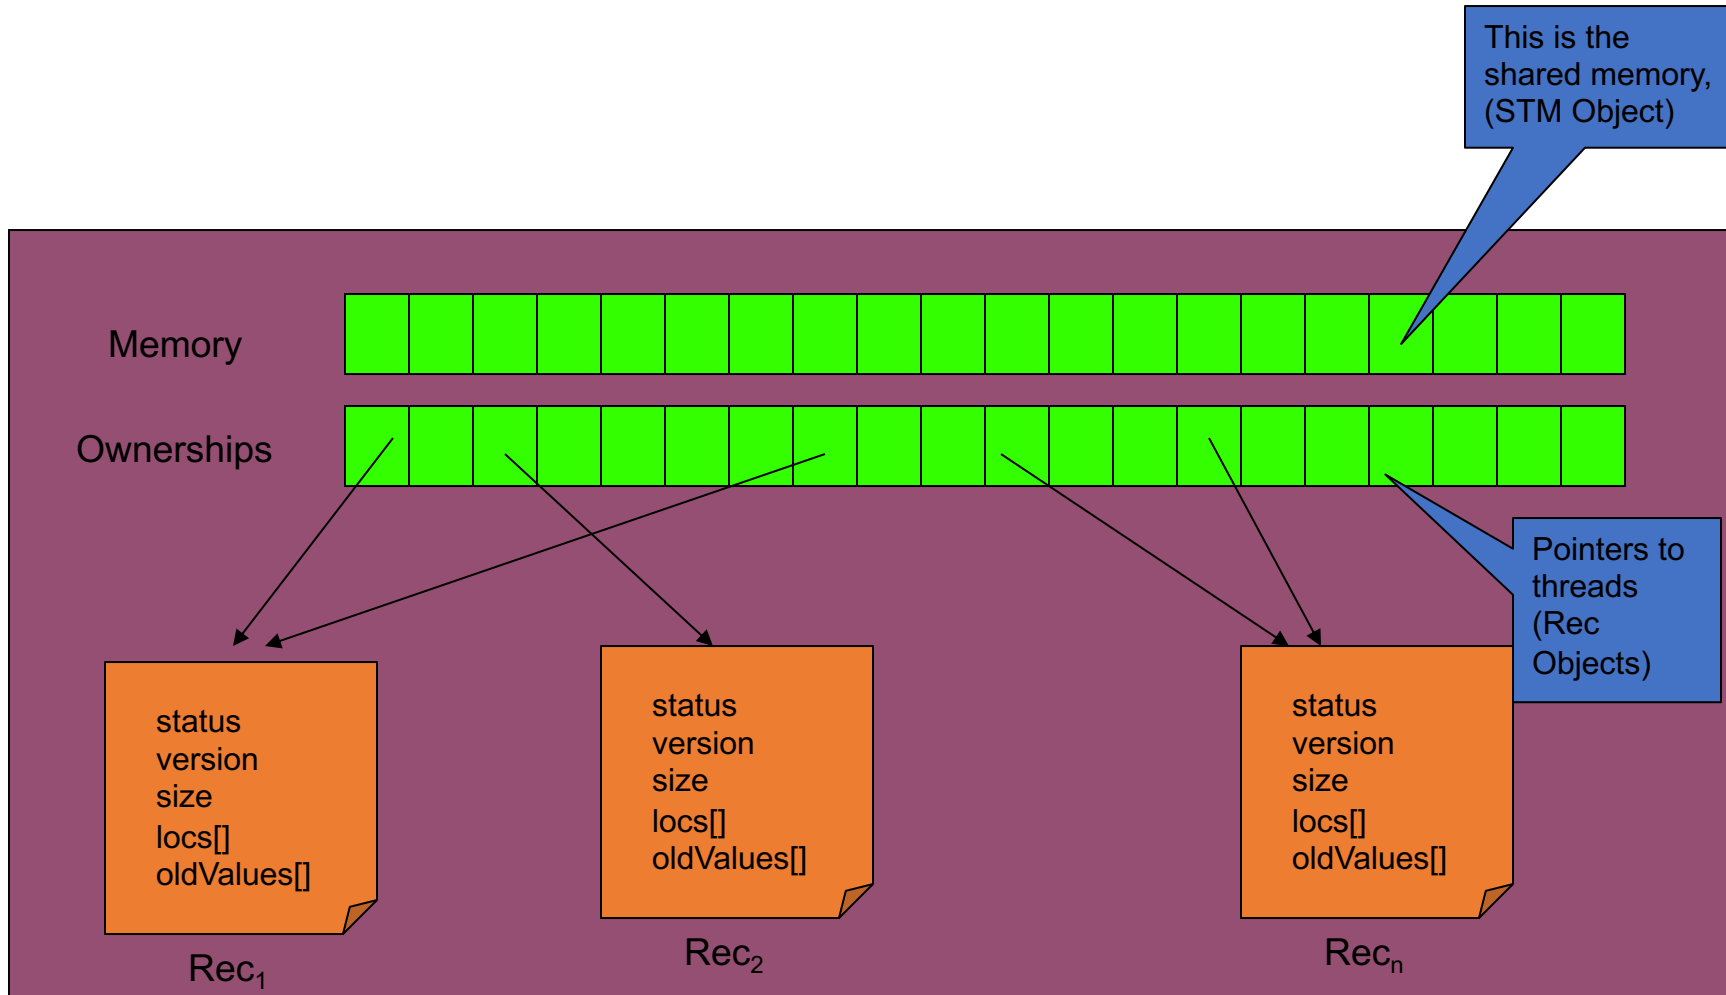 This is the
shared memory,
(STM Object)
Memory
Ownerships
Pointers to
threads
(Rec
Objects)
status
version
size
locs[]
oldValues[]
Rec1
status
version
size
locs[]
oldValues[]
Rec2
status
version
size
locs[]
oldValues[]
Recn